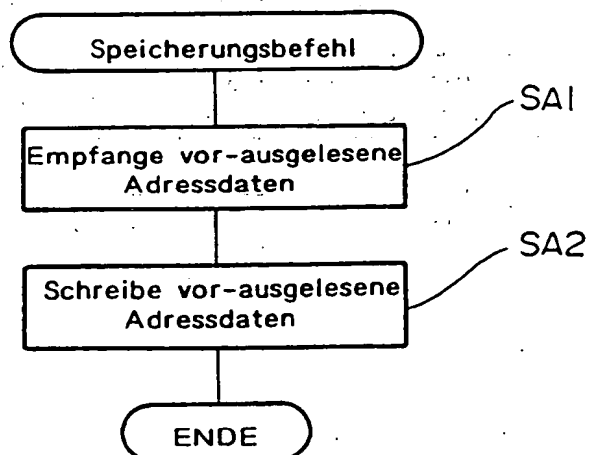 Speicherungsbefehl
SA1
Empfange vor-ausgelesene
Adressdaten
SA2
Schreibe vor-ausgelesene
Adressdaten
ENDE